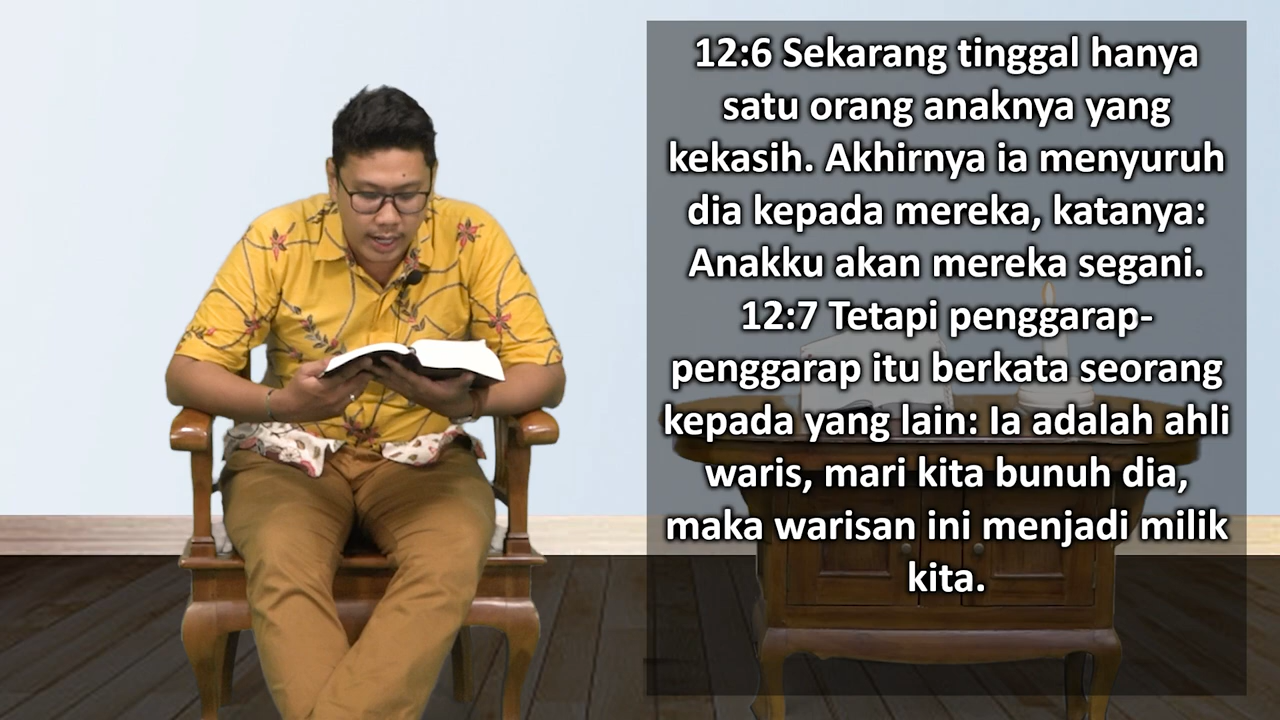 12:6 Sekarang tinggal hanya
satu orang anaknya yang
kekasih. Akhirnya ia menyuruh
dia kepada mereka, katanya:
Anakku akan mereka segani.
12:7 Tetapi penggarap-
penggarap itu berkata seorang
kepada yang lain: Ia adalah ahli
waris, mari kita bunuh dia,
maka warisan ini menjadi milik
kita.